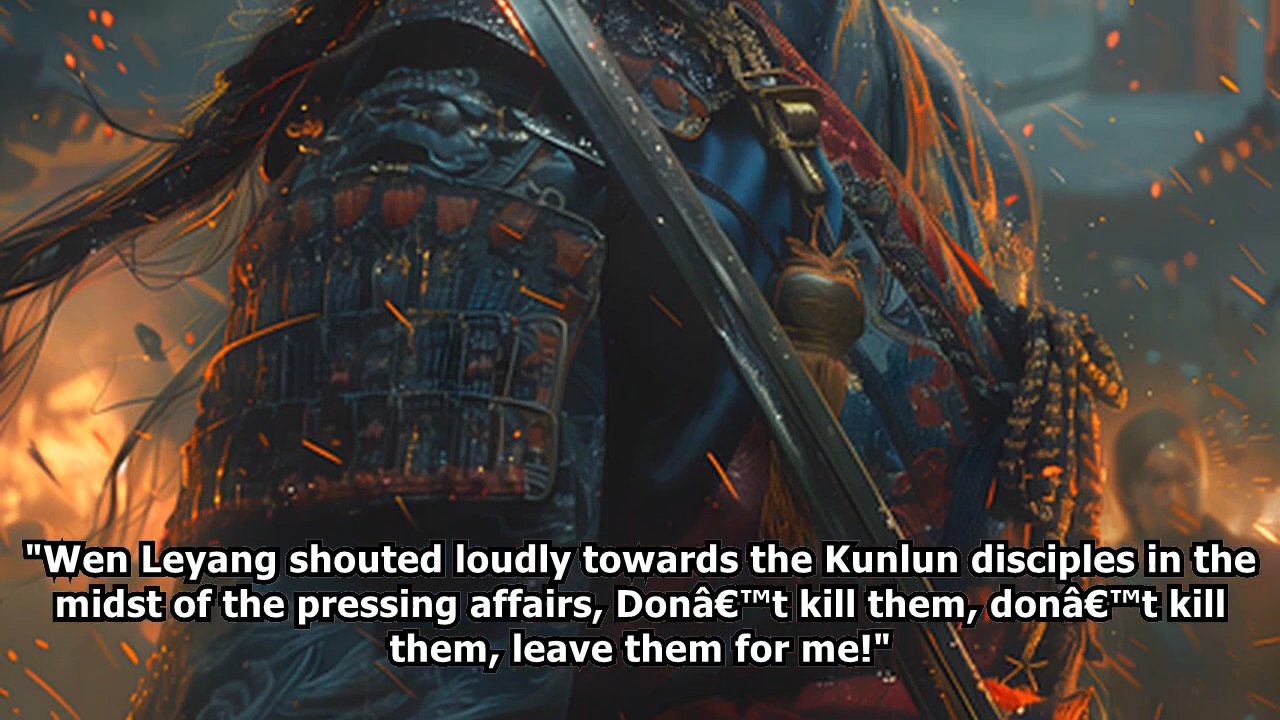 "Wen Leyang shouted loudly towards the Kunlun disciples in the
midst of the pressing affairs, Donâ€™t kill them, donâ€™t kill
them, leave them for me!"